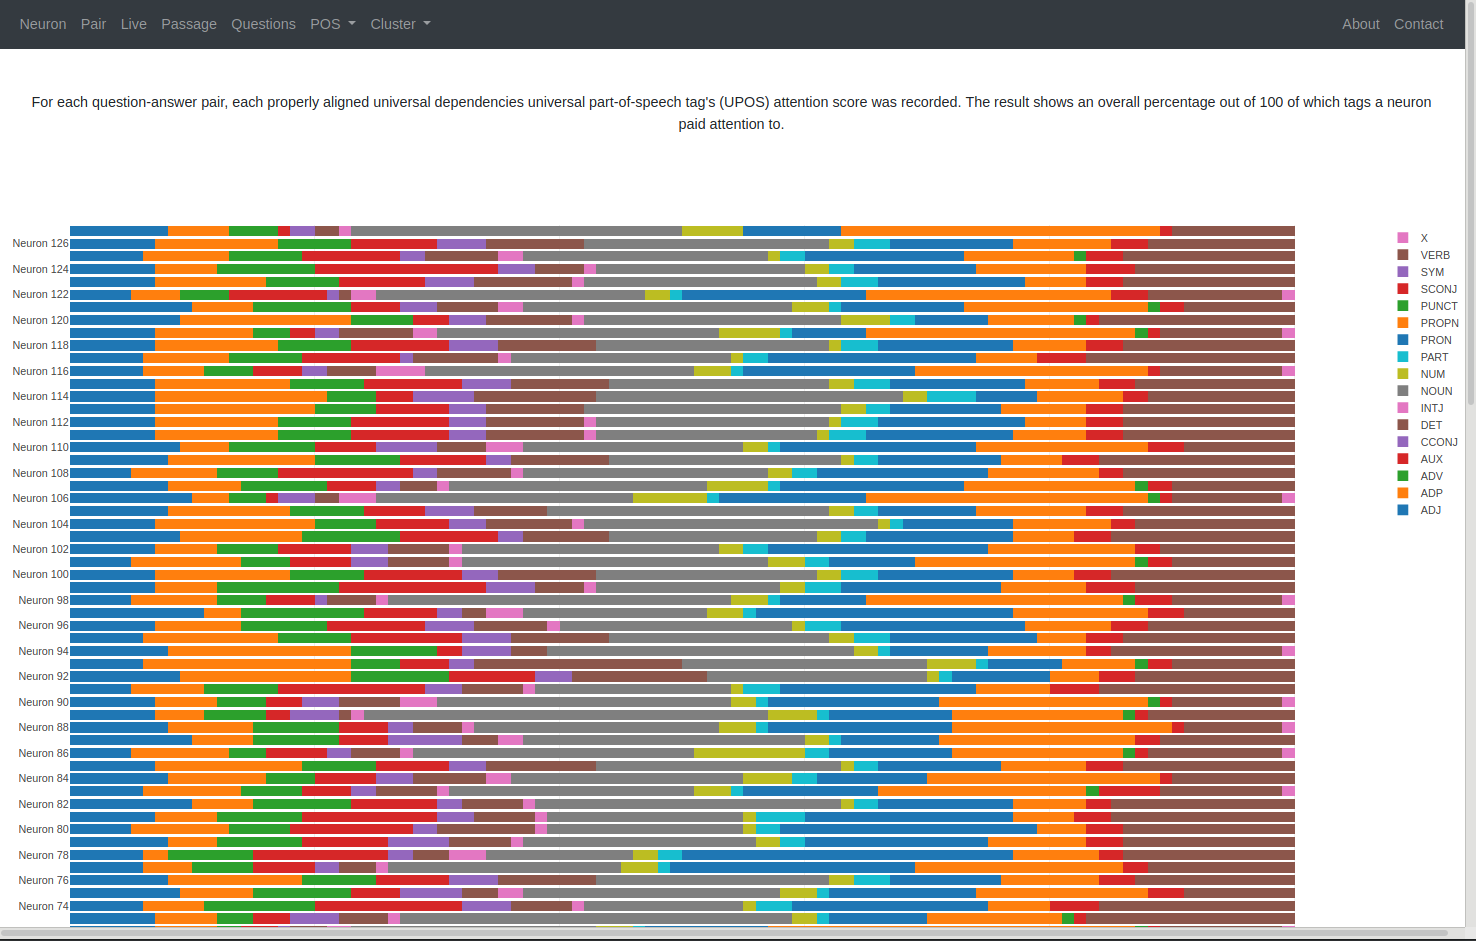 Neuron Pair Live Passage Questions POS Cluster About Contact
For each question-answer pair, each properly aligned universal dependencies universal part-of-speech tag's (UPOS) attention score was recorded. The result shows an overall percentage out of 100 of which tags a neuron
paid attention to.
Neuron 126
Neuron 124
Neuron 122
Neuron 120
Neuron 118
Neuron 116
Neuron 114
Neuron 112
Neuron 110
Neuron 108
Neuron 106
Neuron 104
Neuron 102
Neuron 100
Neuron 98
Neuron 96
Neuron 94
Neuron 92
Neuron 90
Neuron 88
Neuron 86
Neuron 84
Neuron 82
Neuron 80
Neuron 78
Neuron 76
Neuron 74
X
VERB
SYM
SCONJ
PUNCT
PROPN
PRON
PART
NUM
NOUN
INTJ
DET
CCONJ
AUX
ADV
ADP
ADJ